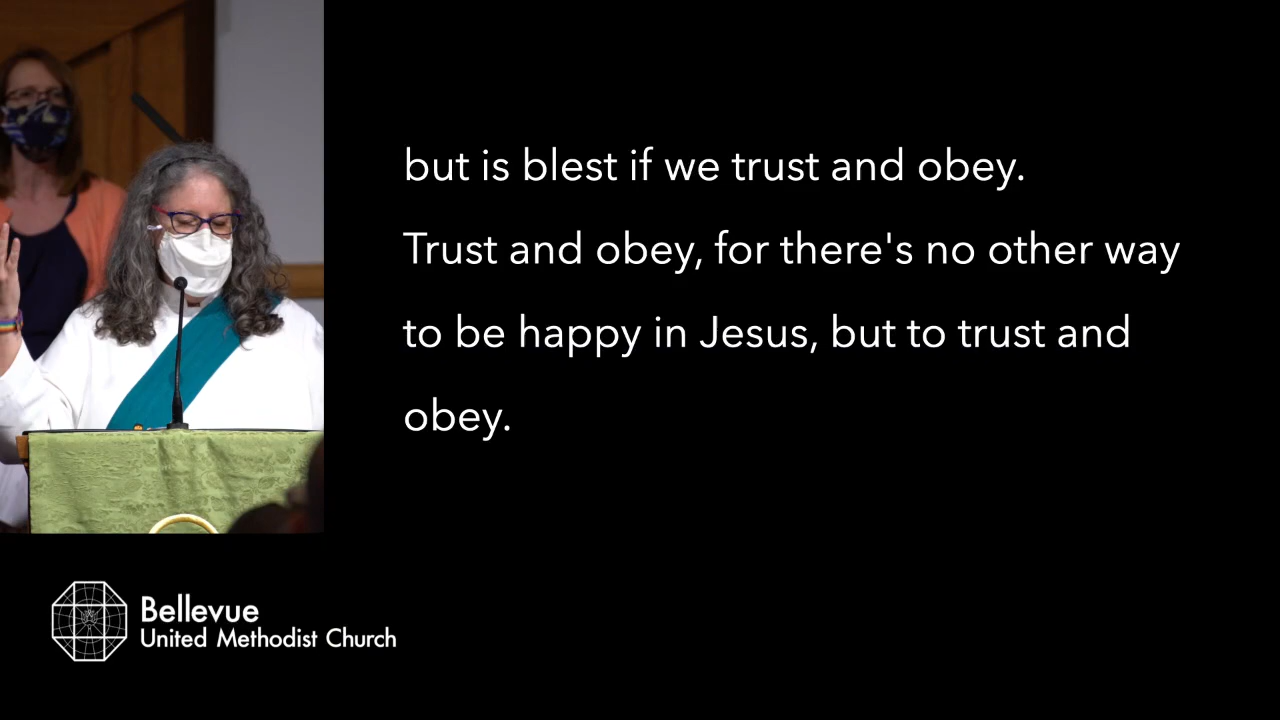 but is blest if we trust and obey.
Trust and obey, for there's no other way
to be happy in Jesus, but to trust and
obey.
Bellevue
United Methodist Church